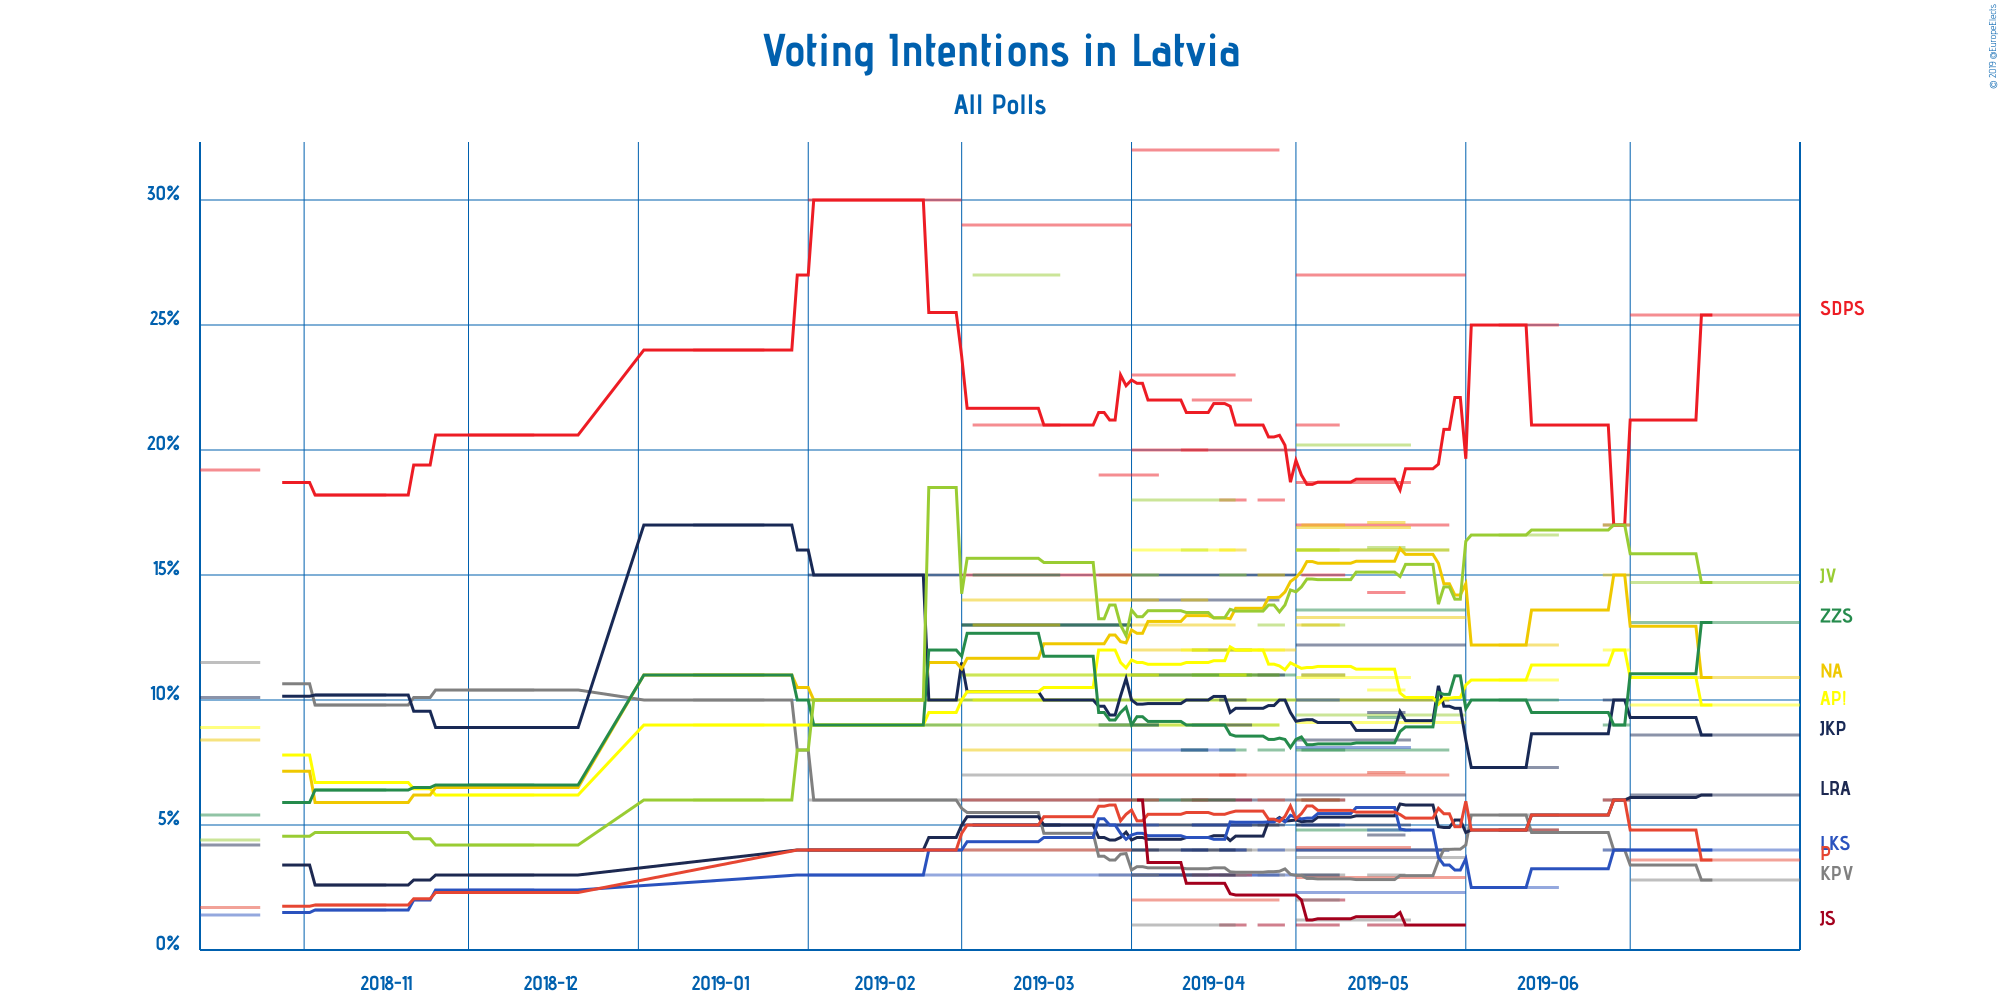 © 2019 @EuropeElects
Voting Intentions in Latvia
All Polls
30%
25%
20%
15%
10%
5%
0%
SDPS
JV
ZZS
NA
API
JKP
LRA
LKS
P
KPV
JS
2018-11
2018-12
2019-01
2019-02
2019-03
2019-04
2019-05
2019-06